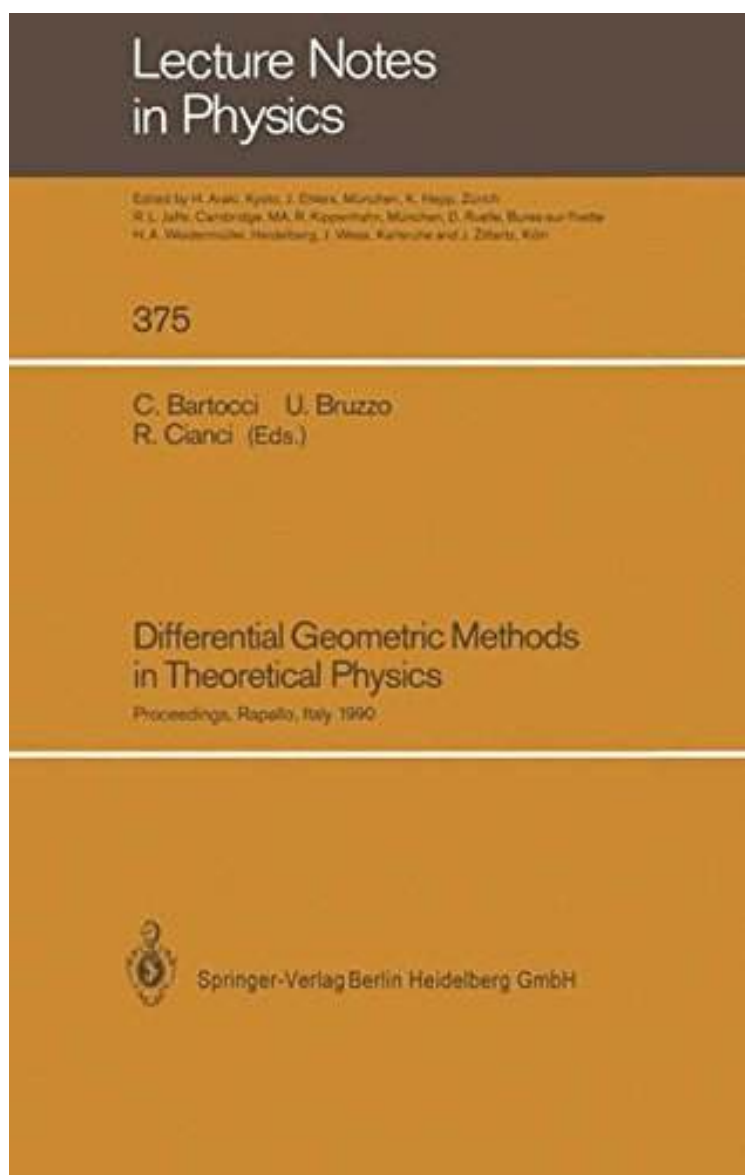 Lecture Notes
in Physics
Edited by H. Araki, Kyoto, J. Ehlers, München, K. Hepp, Zürich
R. L. Jaffe, Cambridge, MA, R. Kippenhahn, München, D. Ruelle, Bures-sur-Yvette
H. A. Weidenmüller, Heidelberg, J. Wess, Karlsruhe and J. Zittartz, Köln
375
C. Bartocci U. Bruzzo
R. Cianci (Eds.)
Differential Geometric Methods
in Theoretical Physics
Proceedings, Rapallo, Italy 1990
Springer-Verlag Berlin Heidelberg GmbH